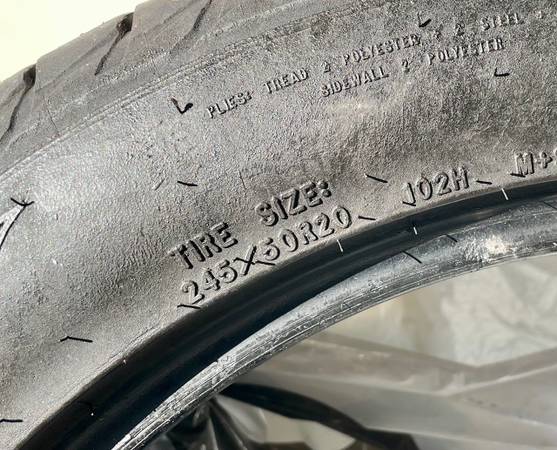 PLIES: TREAD 2 POLYESTER + 2 STEEL +
SIDEWALL 2 POLYESTER
TIRE SIZE:
245X50R20 102H M+